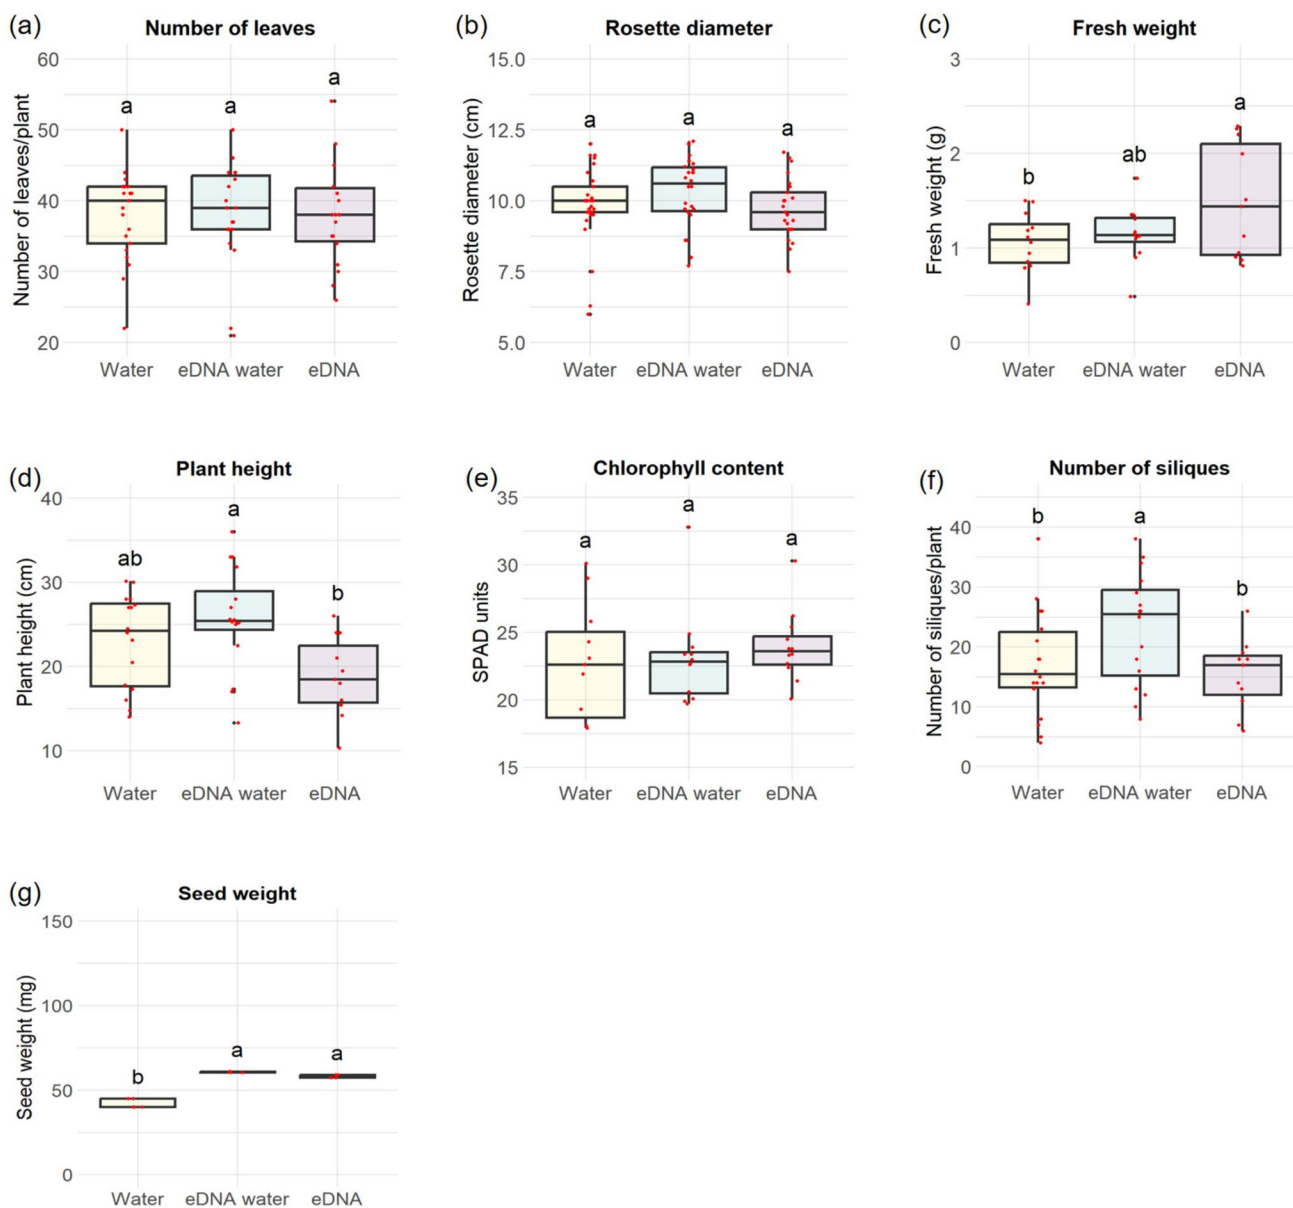 (a)
Number of leaves
Number of leaves/plant
60
50
40
30
20
a
a
a
Water
eDNA water
eDNA
(b)
Rosette diameter
Rosette diameter (cm)
15.0
12.5
10.0
7.5
5.0
a
a
a
Water
eDNA water
eDNA
(c)
Fresh weight
Fresh weight (g)
3
2
1
0
b
ab
a
Water
eDNA water
eDNA
(d)
Plant height
Plant height (cm)
40
30
20
10
ab
a
b
Water
eDNA water
eDNA
(e)
Chlorophyll content
SPAD units
35
30
25
20
15
a
a
a
Water
eDNA water
eDNA
(f)
Number of siliques
Number of siliques/plant
40
30
20
10
0
b
a
b
Water
eDNA water
eDNA
(g)
Seed weight
Seed weight (mg)
150
100
50
0
b
a
a
Water
eDNA water
eDNA